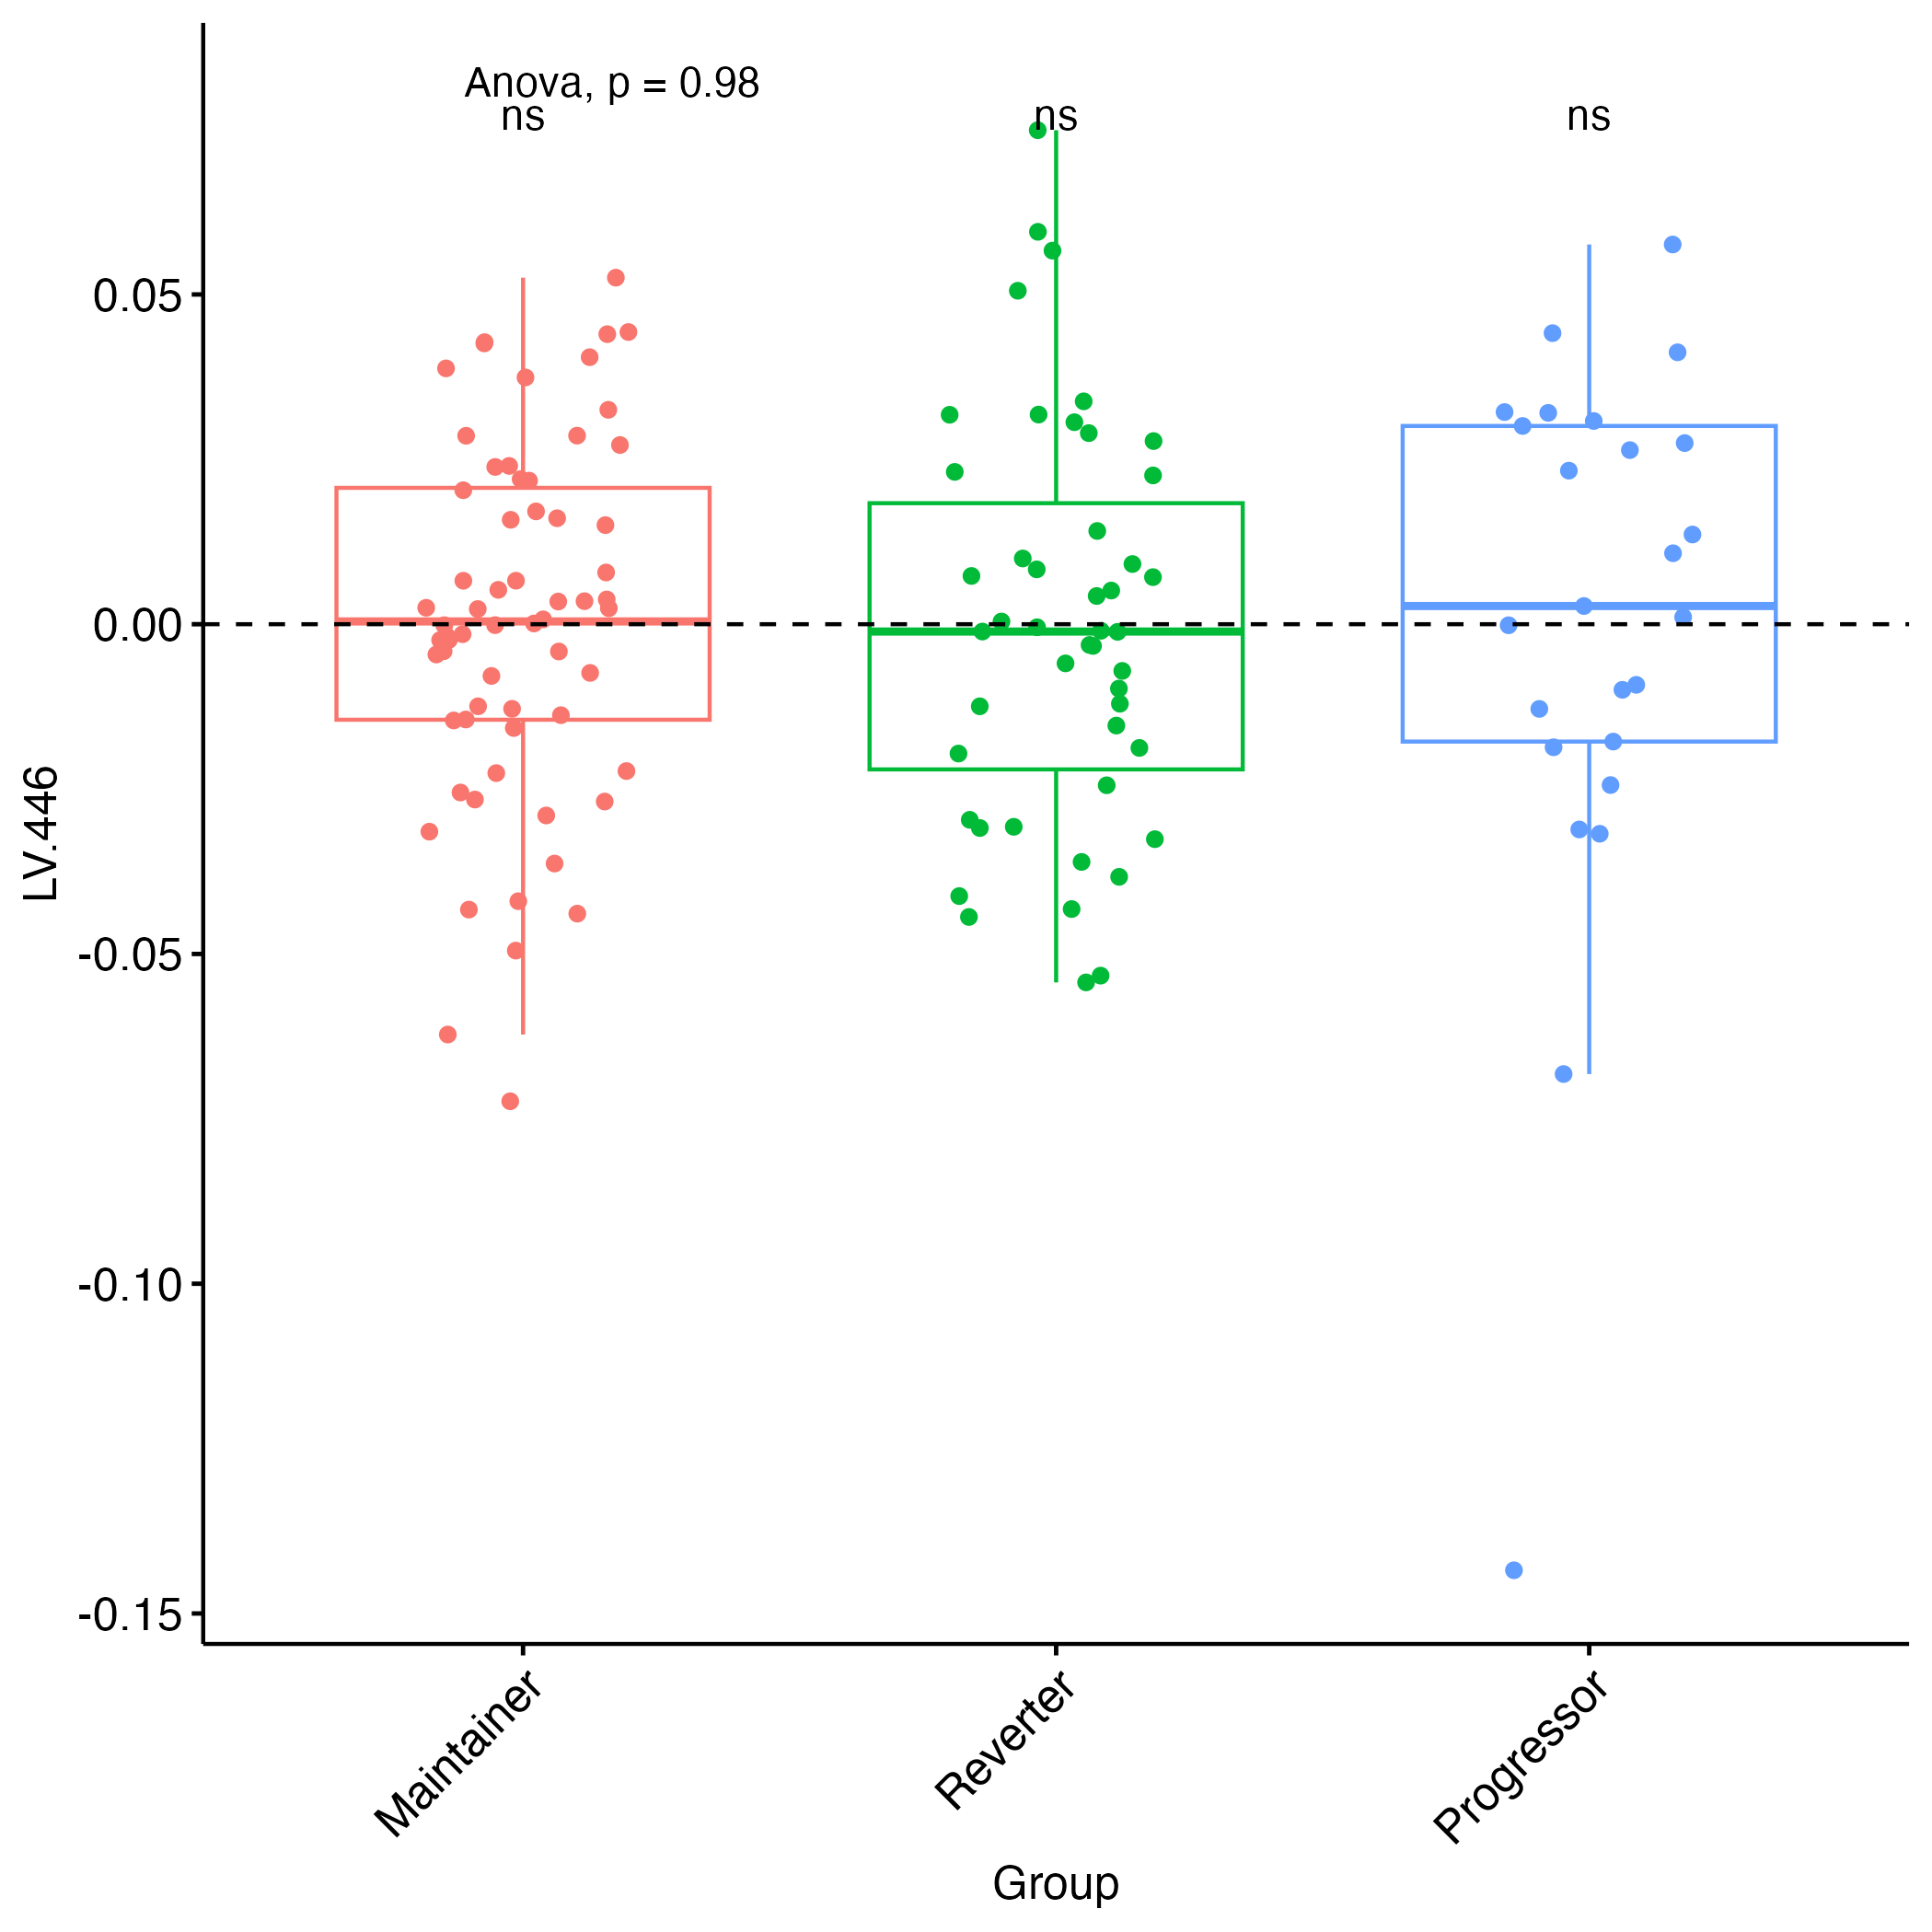 Anova, p = 0.98
ns
ns
ns
0.05
0.00
-0.05
-0.10
-0.15
LV.446
Maintainer
Reverter
Progressor
Group